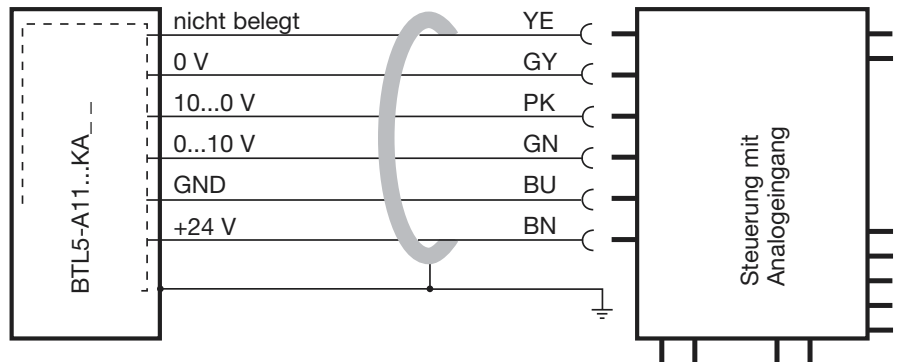 nicht belegt YE
0 V GY
10...0 V PK
0...10 V GN
GND BU
+24 V BN
BTL5-A11...KA_ _
Steuerung mit
Analogeingang